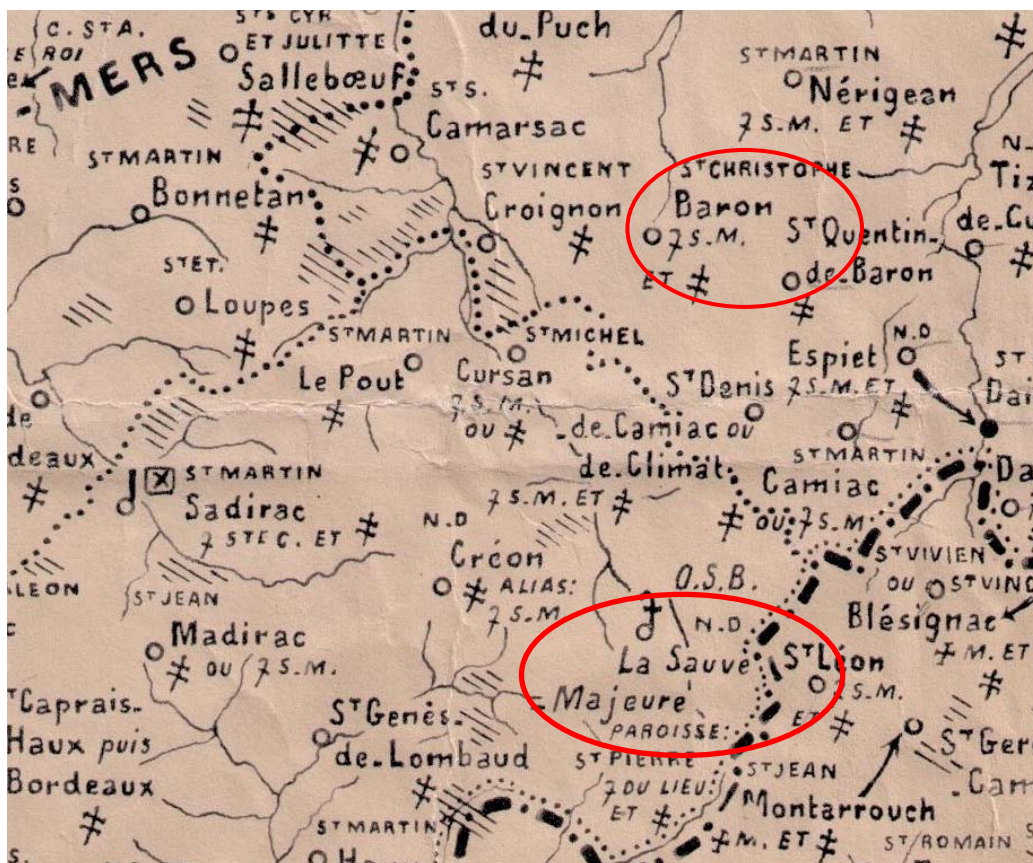 STS CYR
ET JULITTE
Sallebœuf
C. STA.
E ROI
MERS
du Puch
ST MARTIN
Nérigean
7 S.M. ET
ST S.
Camarsac
ST MARTIN
Bonnetan
ST VINCENT
Croignon
ST CHRISTOPHE
Baron
7 S.M.
ET
ST Quentin-
de-Baron
N.
Tiz
de-Cu
ST ET.
Loupes
ST MARTIN
Le Pout
ST MICHEL
Cursan
7 S.M.
OU
N.D
Espiet
7 S.M. ET
ST
Dai
ST Denis
de-Camiac OU
de-Climat
7 S.M. ET
ST MARTIN
Camiac
OU 7 S.M
de
deaux
ST MARTIN
Sadirac
7 STE C. ET
N.D
Créon
ALIAS:
7 S.M
O.S.B.
N.D
La Sauve
Majeure
PAROISSE:
ST PIERRE
7 DU LIEU:
ET
Da
ST VIVIEN
OU ST VINC
Blésignac
M. ET
ST Léon
7 S.M.
ET
LEON
ST JEAN
Madirac
OU 7 S.M.
T Caprais-
Haux puis
Bordeaux
ST Genès-
de-Lombaud
ST MARTIN
ST JEAN
Montarrouch
M. ET
ST Ger
Cam
ST ROMAIN